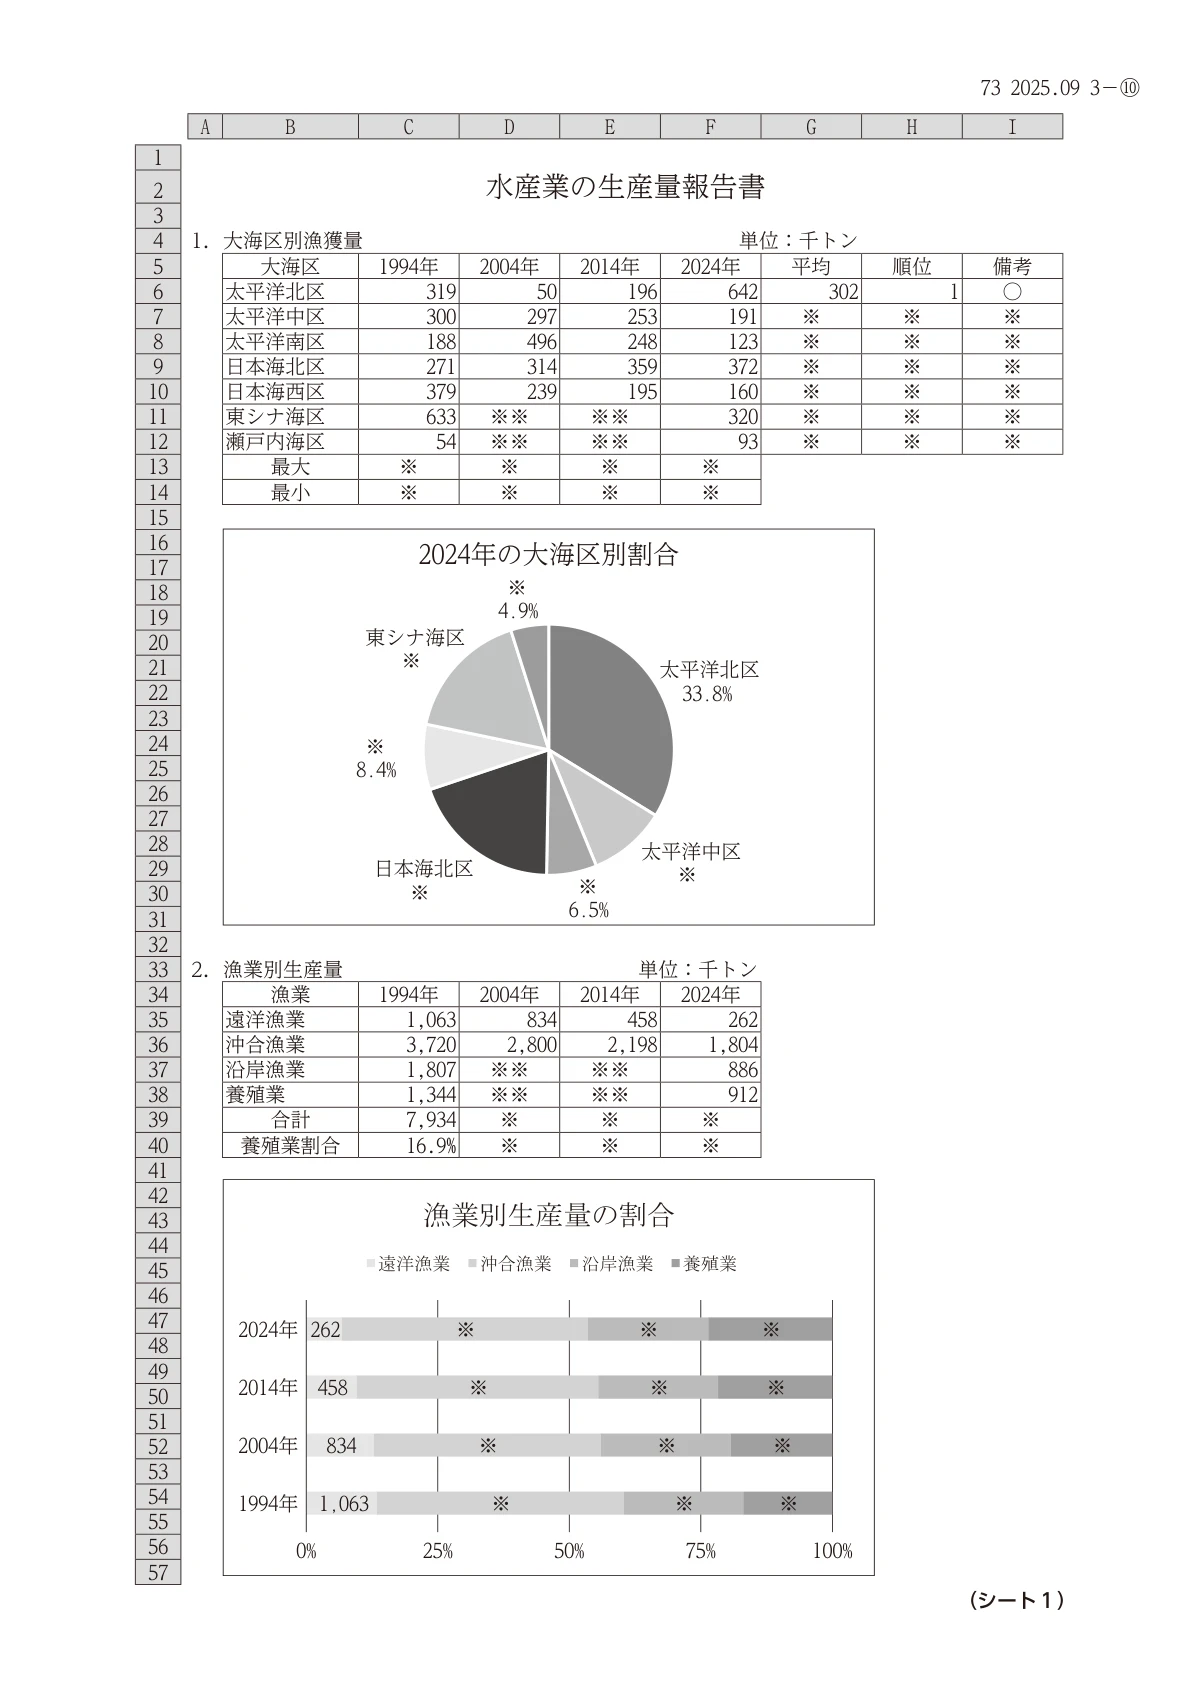 73 2025.09 3－⑩
A B C D E F G H I
1
2 水産業の生産量報告書
3
4 1．大海区別漁獲量 単位：千トン
5 大海区 1994年 2004年 2014年 2024年 平均 順位 備考
6 太平洋北区 319 50 196 642 302 1 ○
7 太平洋中区 300 297 253 191 ※ ※ ※
8 太平洋南区 188 496 248 123 ※ ※ ※
9 日本海北区 271 314 359 372 ※ ※ ※
10 日本海西区 379 239 195 160 ※ ※ ※
11 東シナ海区 633 ※※ ※※ 320 ※ ※ ※
12 瀬戸内海区 54 ※※ ※※ 93 ※ ※ ※
13 最大 ※ ※ ※ ※
14 最小 ※ ※ ※ ※
15
16 2024年の大海区別割合
17
18 ※
19 4.9%
20 東シナ海区
21 ※ 太平洋北区
22 33.8%
23
24 ※
25 8.4%
26
27
28 太平洋中区
29 日本海北区 ※
30 ※ ※
31 6.5%
32
33 2．漁業別生産量 単位：千トン
34 漁業 1994年 2004年 2014年 2024年
35 遠洋漁業 1,063 834 458 262
36 沖合漁業 3,720 2,800 2,198 1,804
37 沿岸漁業 1,807 ※※ ※※ 886
38 養殖業 1,344 ※※ ※※ 912
39 合計 7,934 ※ ※ ※
40 養殖業割合 16.9% ※ ※ ※
41
42
43 漁業別生産量の割合
44
45 遠洋漁業 沖合漁業 沿岸漁業 養殖業
46
47 2024年 262 ※ ※ ※
48
49
50 2014年 458 ※ ※ ※
51
52 2004年 834 ※ ※ ※
53
54 1994年 1,063 ※ ※ ※
55
56 0% 25% 50% 75% 100%
57
（シート１）